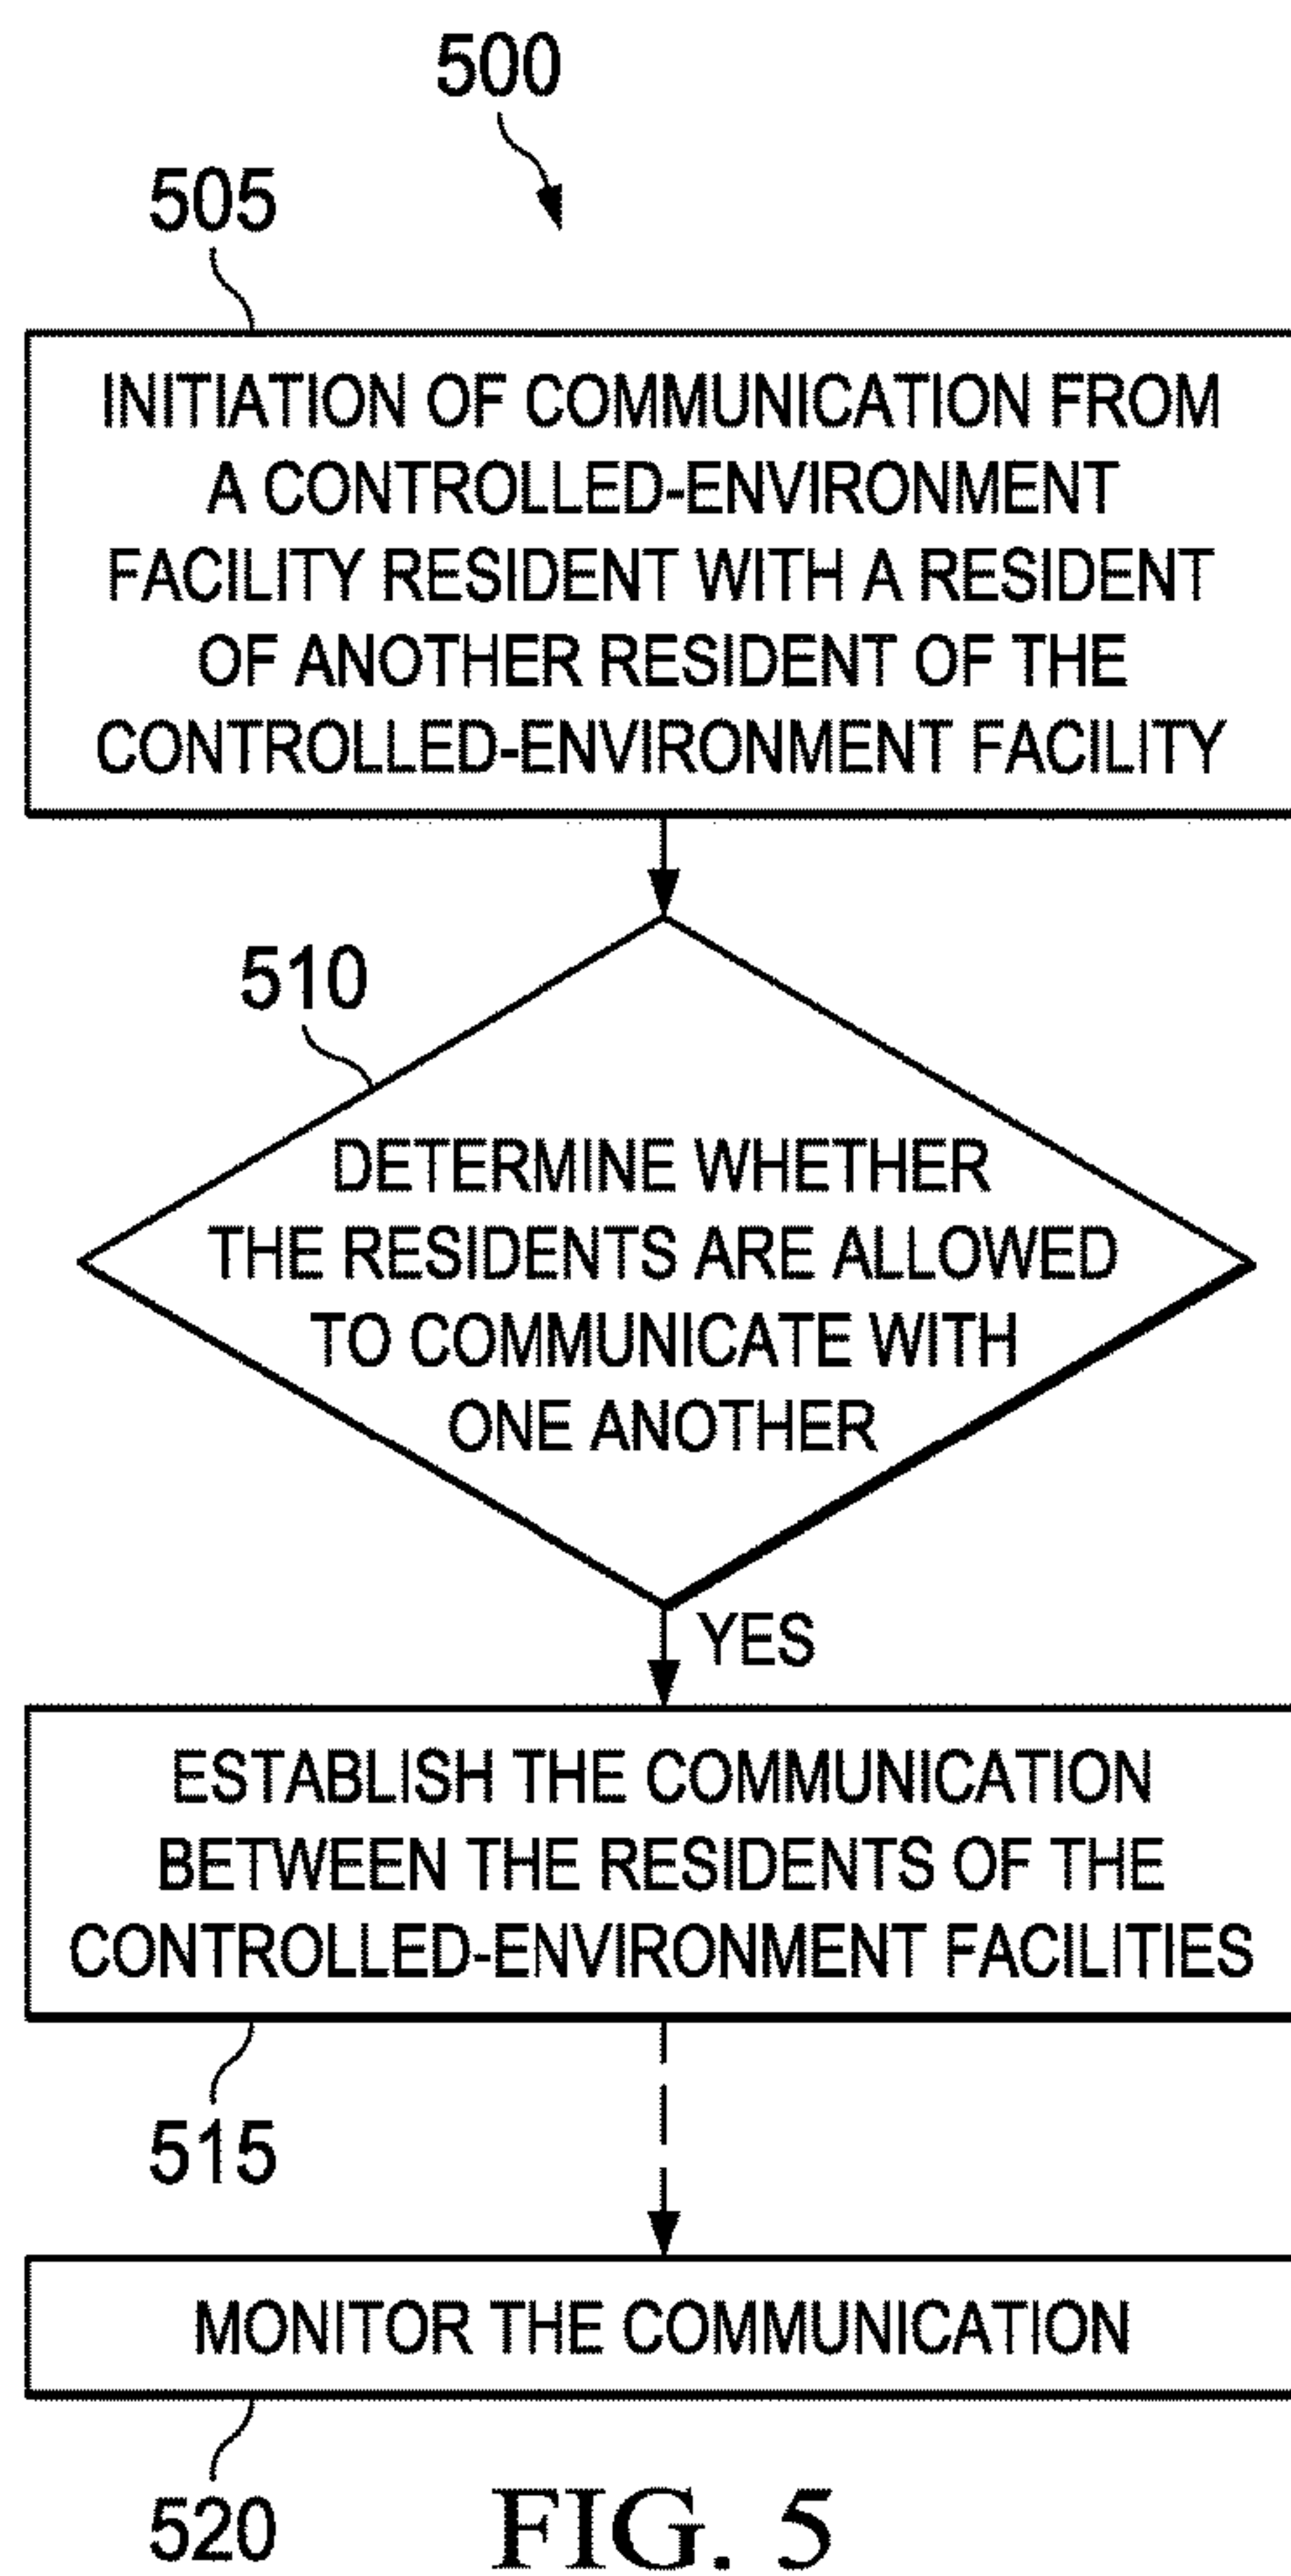 500
505
INITIATION OF COMMUNICATION FROM
A CONTROLLED-ENVIRONMENT
FACILITY RESIDENT WITH A RESIDENT
OF ANOTHER RESIDENT OF THE
CONTROLLED-ENVIRONMENT FACILITY
510
DETERMINE WHETHER
THE RESIDENTS ARE ALLOWED
TO COMMUNICATE WITH
ONE ANOTHER
YES
ESTABLISH THE COMMUNICATION
BETWEEN THE RESIDENTS OF THE
CONTROLLED-ENVIRONMENT FACILITIES
515
MONITOR THE COMMUNICATION
520
FIG. 5